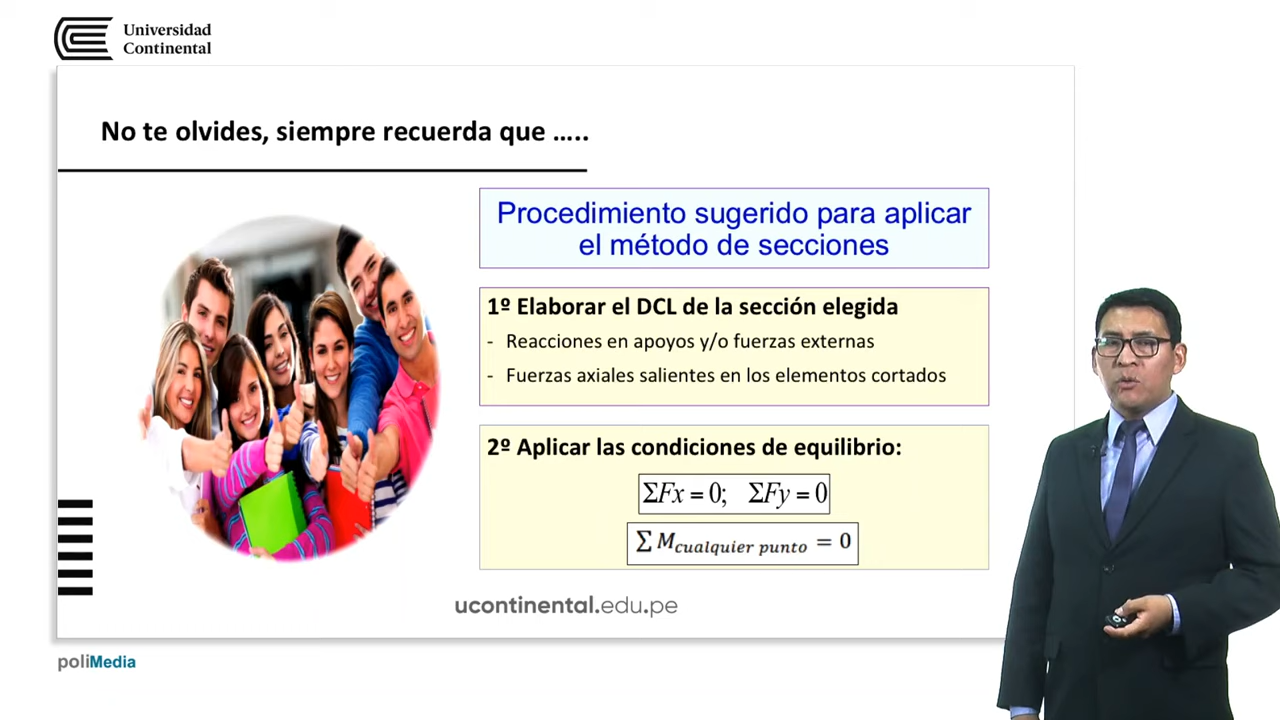 Universidad
Continental
No te olvides, siempre recuerda que .....
Procedimiento sugerido para aplicar
el método de secciones
1º Elaborar el DCL de la sección elegida
- Reacciones en apoyos y/o fuerzas externas
- Fuerzas axiales salientes en los elementos cortados
2º Aplicar las condiciones de equilibrio:
ΣFx = 0; ΣFy = 0
∑ M cualquier punto = 0
ucontinental.edu.pe
poliMedia